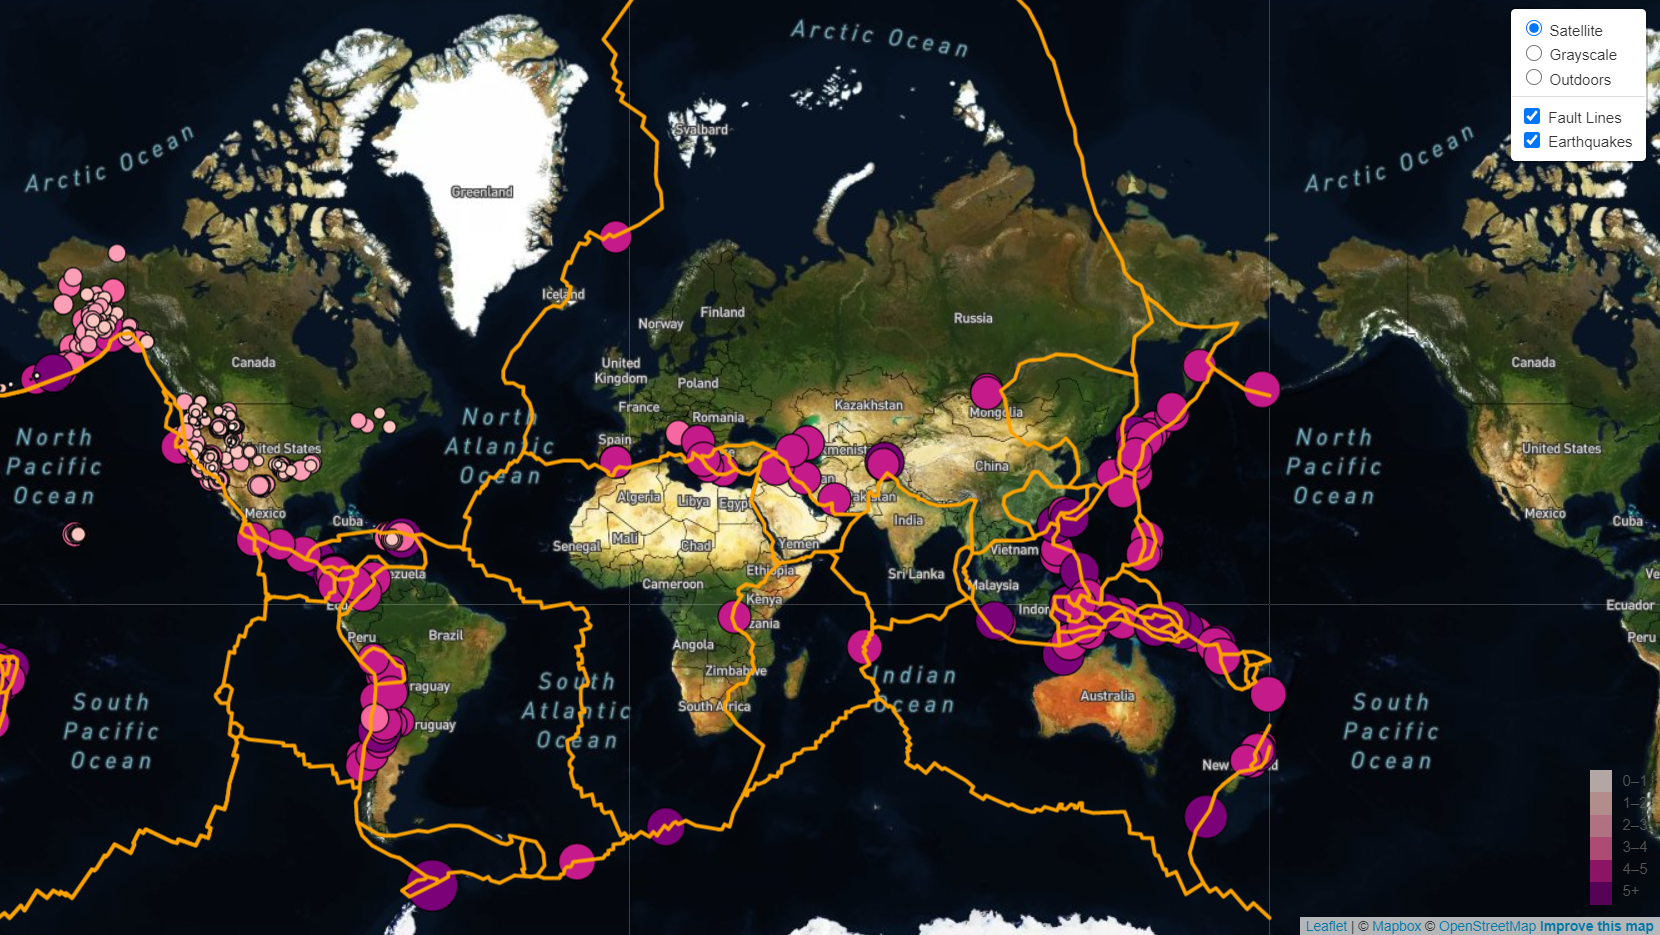 Arctic Ocean
Satellite
Grayscale
Outdoors
Fault Lines
Earthquakes
Svalbard
Arctic Ocean
Arctic Ocean
Greenland
Iceland
Finland
Norway
Russia
Canada
United
Kingdom
Poland
Canada
France
Romania
Kazakhstan
Mongolia
North
Atlantic
Ocean
Spain
North
Pacific
Ocean
United States
China
North
Pacific
Ocean
United States
Algeria
Libya
Egypt
Mexico
Cuba
India
Mexico
Cuba
Mali
Chad
Senegal
Yemen
Vietnam
Ethiopia
Sri Lanka
Cameroon
Malaysia
Kenya
Indon
Ecuador
Peru
Brazil
zania
Angola
Peru
Zimbabwe
Indian
Ocean
South
Atlantic
Ocean
raguay
Australia
South Africa
ruguay
South
Pacific
Ocean
South
Pacific
Ocean
New
0–1
1–2
2–3
3–4
4–5
5+
Leaflet | © Mapbox © OpenStreetMap Improve this map